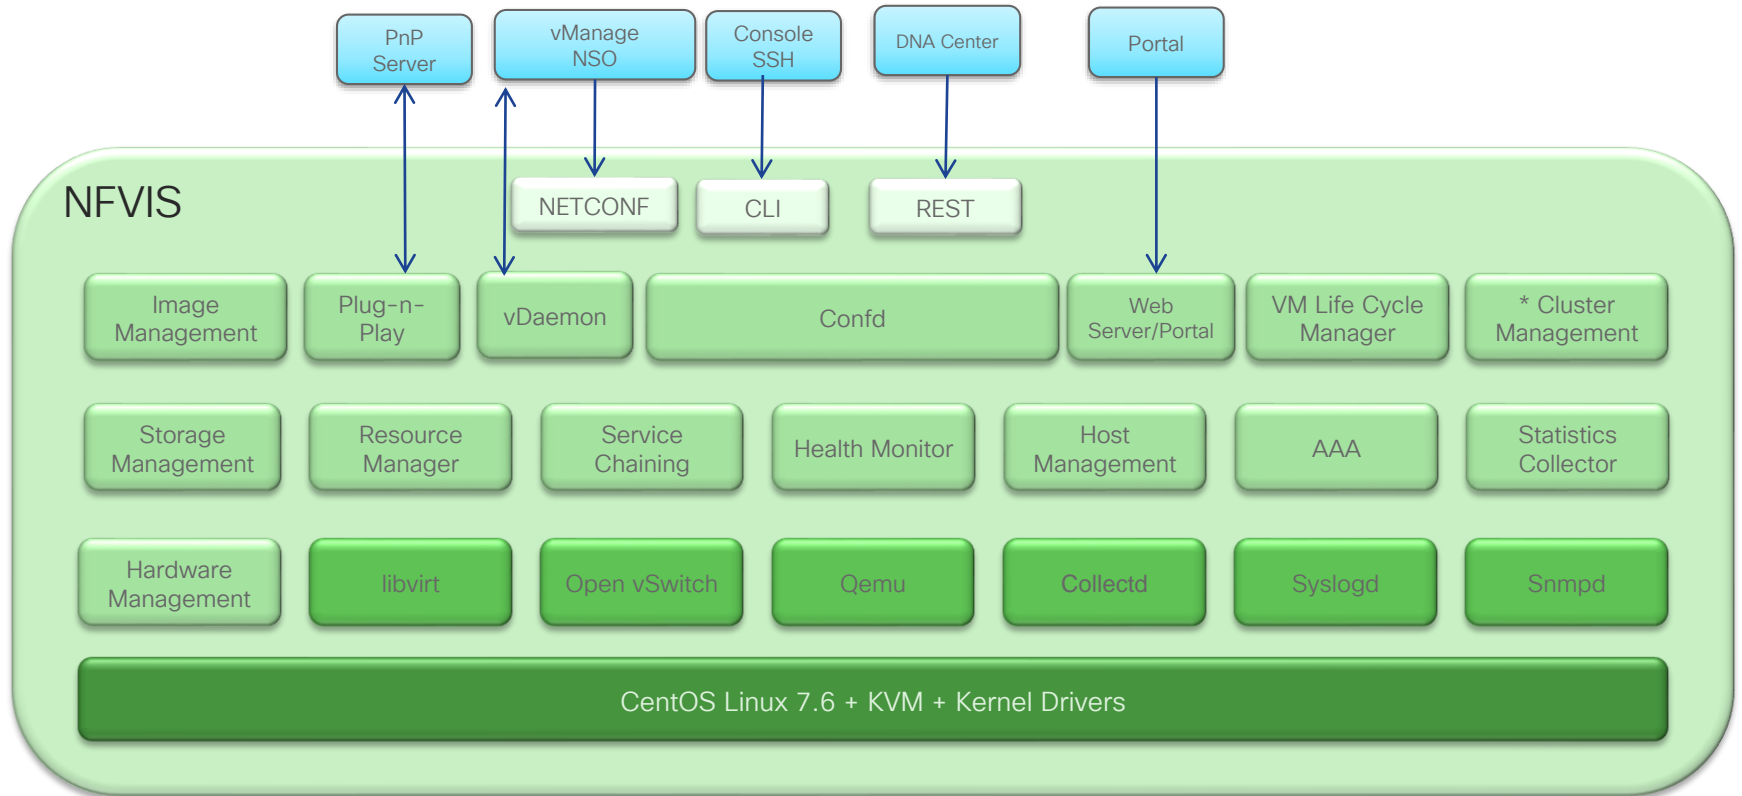 PnP
Server
vManage
NSO
Console
SSH
DNA Center
Portal
NFVIS
NETCONF
CLI
REST
Image
Management
Plug-n-
Play
vDaemon
Confd
Web
Server/Portal
VM Life Cycle
Manager
* Cluster
Management
Storage
Management
Resource
Manager
Service
Chaining
Health Monitor
Host
Management
AAA
Statistics
Collector
Hardware
Management
libvirt
Open vSwitch
Qemu
Collectd
Syslogd
Snmpd
CentOS Linux 7.6 + KVM + Kernel Drivers